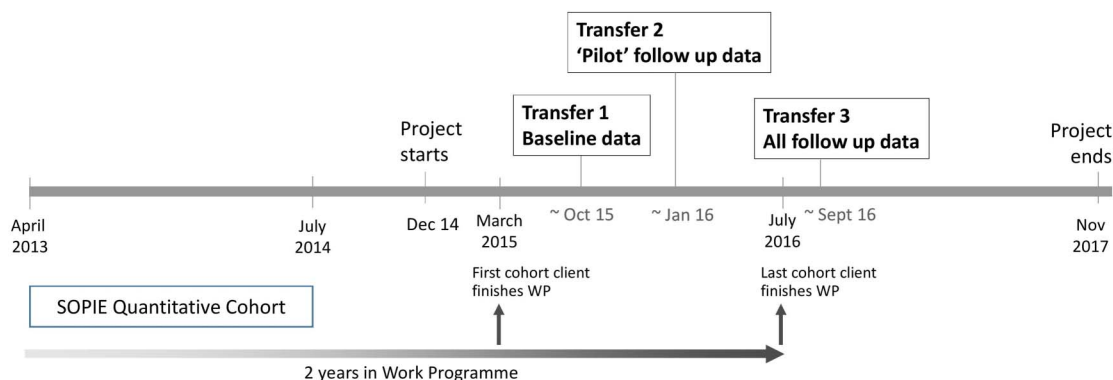 Transfer 2
‘Pilot’ follow up data
Transfer 1
Baseline data
Transfer 3
All follow up data
Project
starts
Project
ends
April
2013
July
2014
Dec 14
March
2015
~ Oct 15
~ Jan 16
July
2016
~ Sept 16
Nov
2017
First cohort client
finishes WP
Last cohort client
finishes WP
SOPIE Quantitative Cohort
2 years in Work Programme